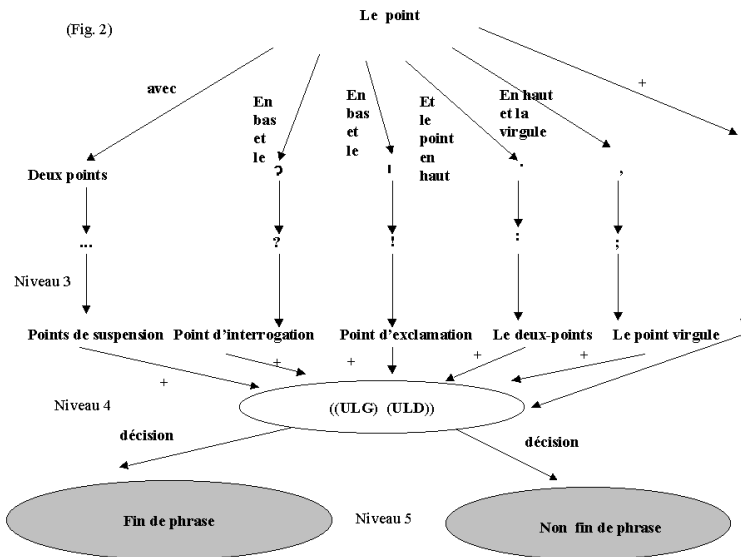 Le point
(Fig. 2)
avec
+
En
bas
et
le
En
bas
et
le
Et
le
point
en
haut
En haut
et la
virgule
Deux points
ʔ
ı
.
,
...
?
!
:
;
Niveau 3
Points de suspension
Point d'interrogation
Point d'exclamation
Le deux-points
Le point virgule
+
+
+
+
+
Niveau 4
((ULG) (ULD))
décision
décision
Fin de phrase
Niveau 5
Non fin de phrase